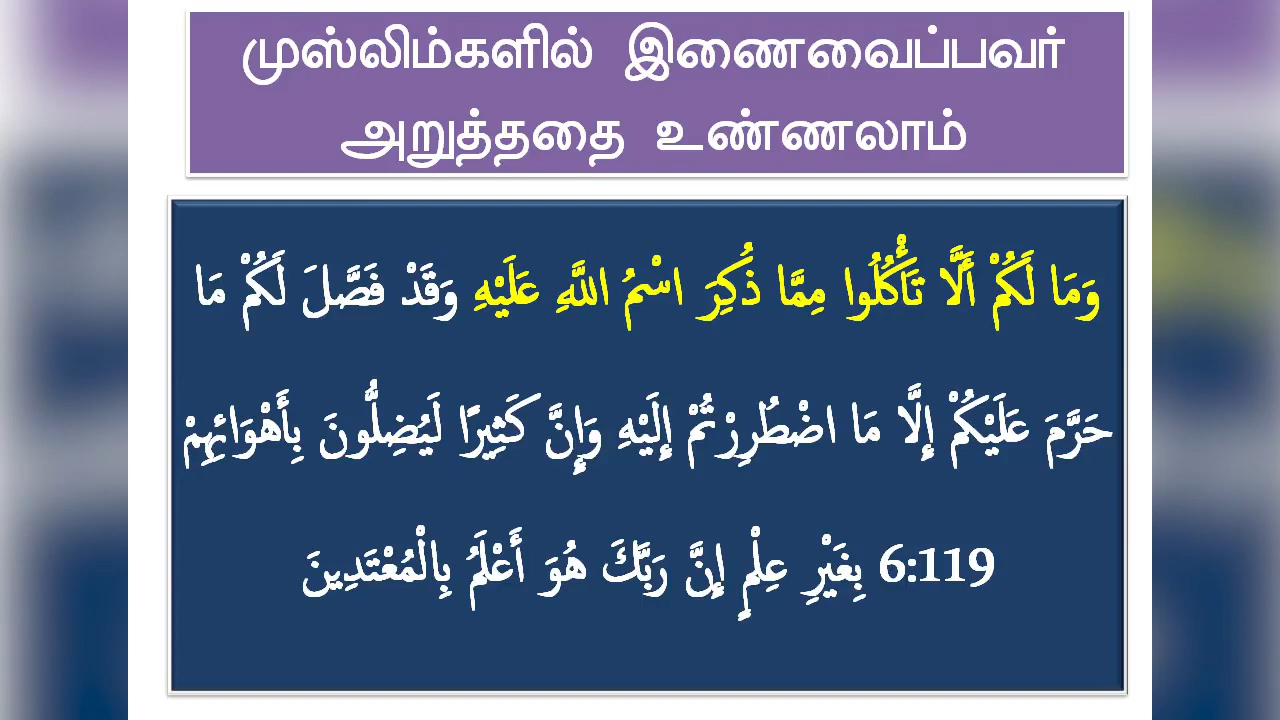 முஸ்லிம்களில் இணைவைப்பவர்
அறுத்ததை உண்ணலாம்
وَمَا لَكُمْ أَلَّا تَأْكُلُوا مِمَّا ذُكِرَ اسْمُ اللَّهِ عَلَيْهِ وَقَدْ فَصَّلَ لَكُمْ مَا
حَرَّمَ عَلَيْكُمْ إِلَّا مَا اضْطُرِرْتُمْ إِلَيْهِ وَإِنَّ كَثِيرًا لَيُضِلُّونَ بِأَهْوَائِهِمْ
6:119 بِغَيْرِ عِلْمٍ إِنَّ رَبَّكَ هُوَ أَعْلَمُ بِالْمُعْتَدِينَ